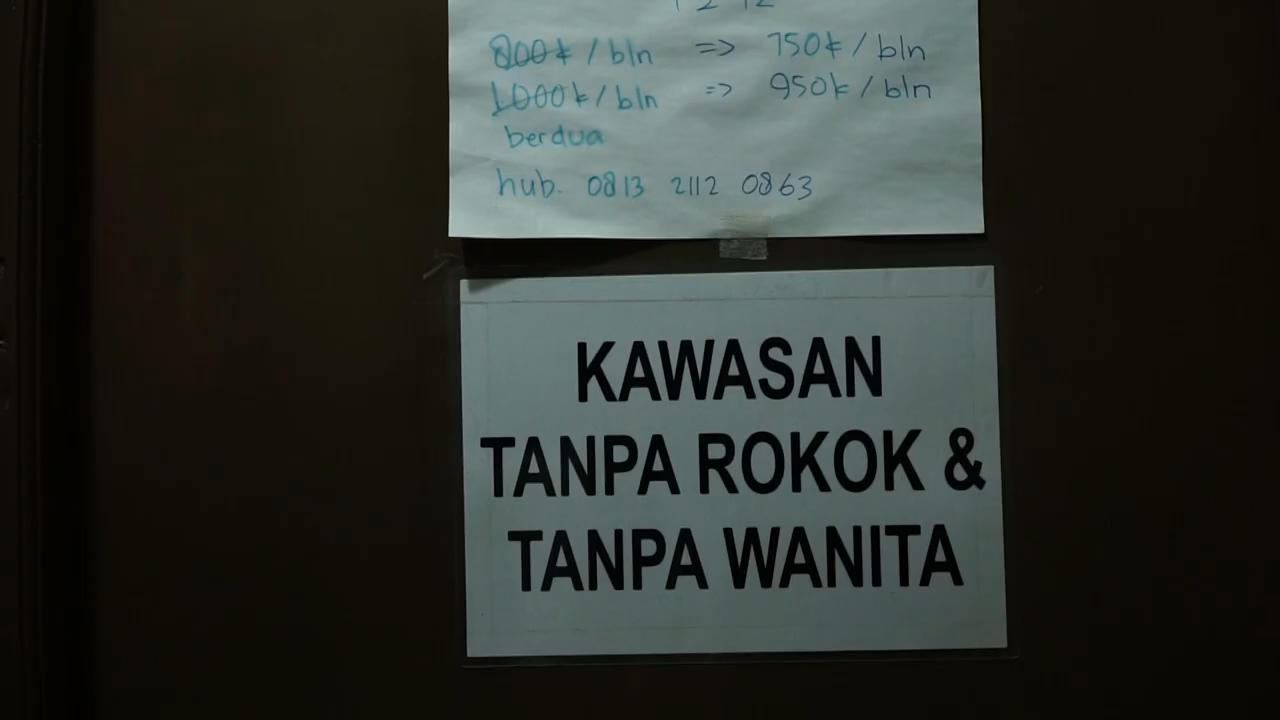 800k/bln => 750k/bln
1000k/bln => 950k/bln
berdua
hub. 0813 2112 0863
KAWASAN
TANPA ROKOK &
TANPA WANITA